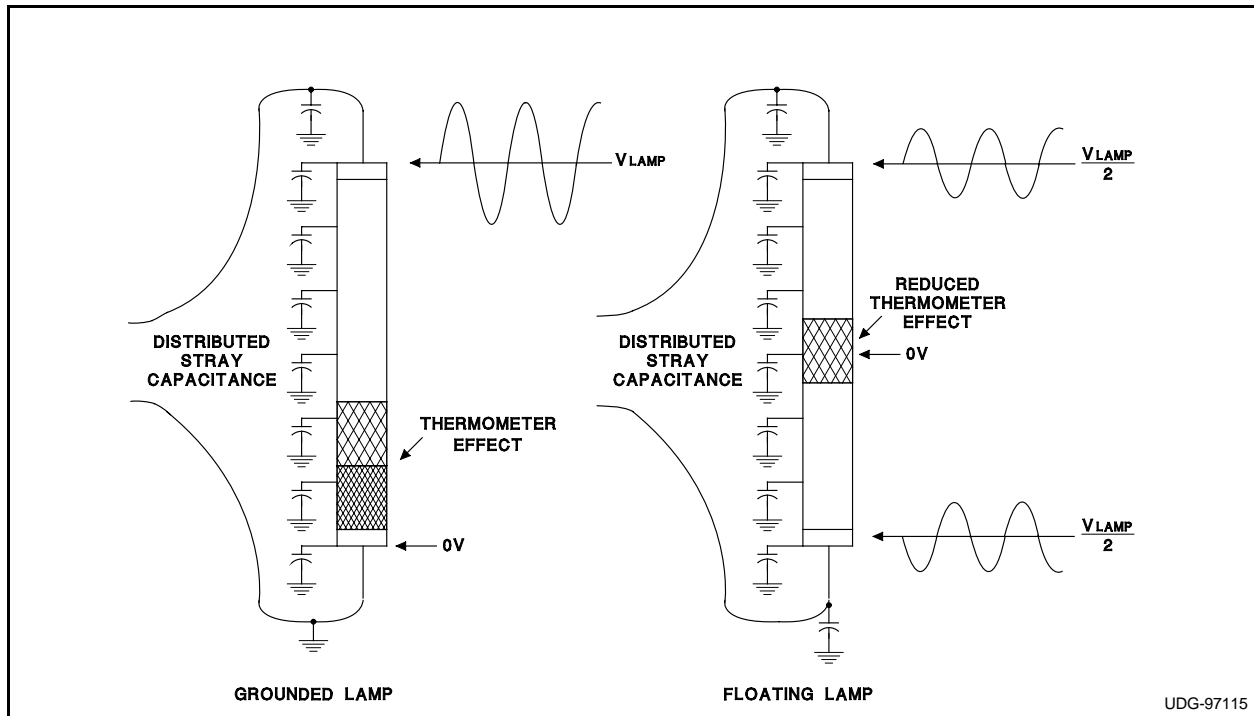 VLAMP
DISTRIBUTED
STRAY
CAPACITANCE
THERMOMETER
EFFECT
0V
GROUNDED LAMP
VLAMP
2
REDUCED
THERMOMETER
EFFECT
0V
DISTRIBUTED
STRAY
CAPACITANCE
VLAMP
2
FLOATING LAMP
UDG-97115